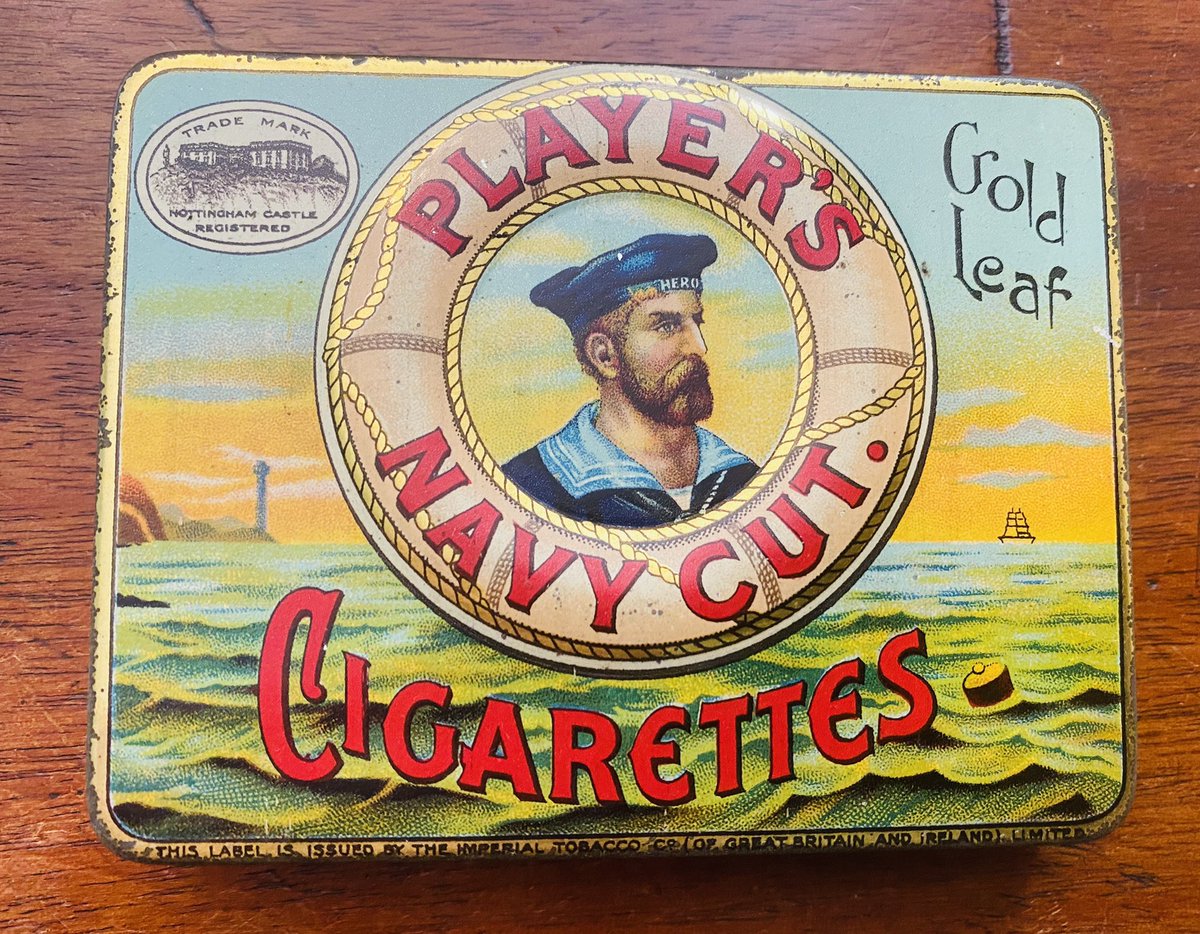 TRADE MARK
NOTTINGHAM CASTLE
REGISTERED
PLAYER'S
NAVY CUT.
HERO
Gold
Leaf
CIGARETTES
THIS LABEL IS ISSUED BY THE IMPERIAL TOBACCO CO. (OF GREAT BRITAIN AND IRELAND) LIMITED